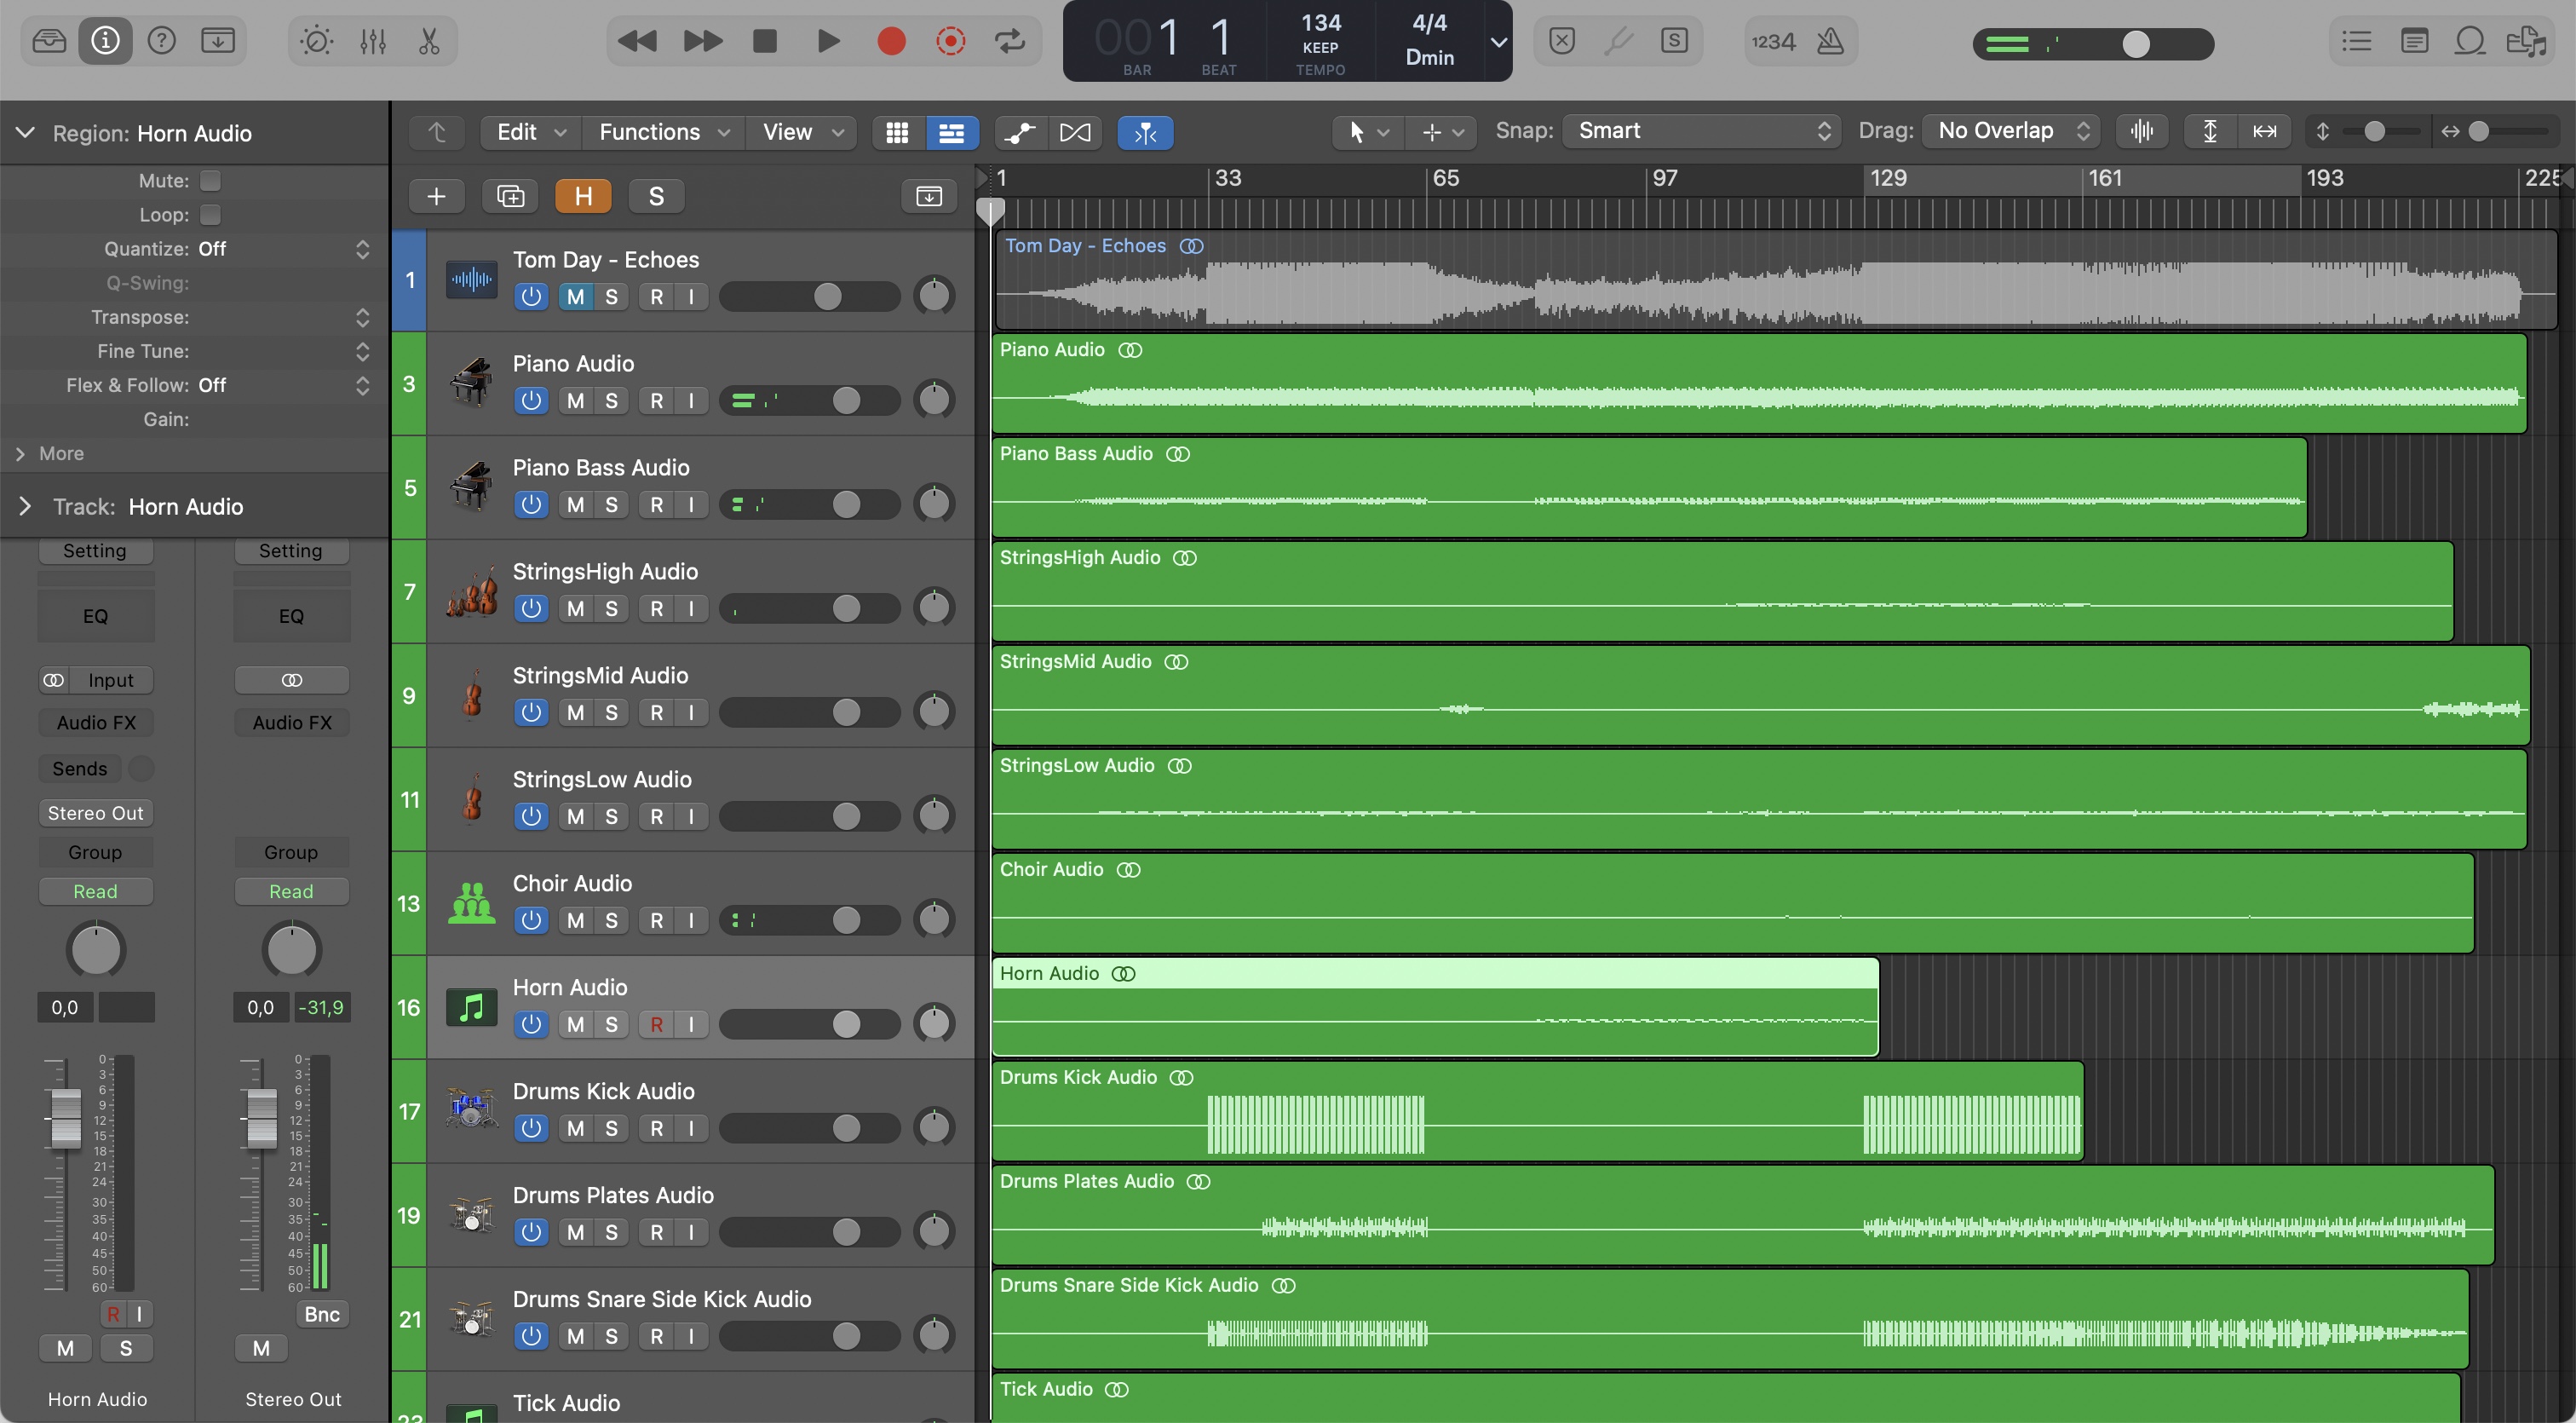 001 1 134 4/4
KEEP Dmin
BAR BEAT TEMPO
S 1234
Region: Horn Audio
Edit Functions View Snap: Smart Drag: No Overlap
Mute:
Loop:
Quantize: Off
Q-Swing:
Transpose:
Fine Tune:
Flex & Follow: Off
Gain:
More
Track: Horn Audio
Setting Setting
EQ EQ
Input
Audio FX Audio FX
Sends
Stereo Out
Group Group
Read Read
0,0 0,0 -31,9
0 0
3 3
6 6
9 9
12 12
15 15
18 18
21 21
24 24
30 30
35 35
40 40
45 45
50 50
60 60
R I Bnc
M S M
Horn Audio Stereo Out
H S
1 33 65 97 129 161 193 225
1 Tom Day - Echoes
M S R I
Tom Day - Echoes
3 Piano Audio
M S R I
Piano Audio
5 Piano Bass Audio
M S R I
Piano Bass Audio
7 StringsHigh Audio
M S R I
StringsHigh Audio
9 StringsMid Audio
M S R I
StringsMid Audio
11 StringsLow Audio
M S R I
StringsLow Audio
13 Choir Audio
M S R I
Choir Audio
16 Horn Audio
M S R I
Horn Audio
17 Drums Kick Audio
M S R I
Drums Kick Audio
19 Drums Plates Audio
M S R I
Drums Plates Audio
21 Drums Snare Side Kick Audio
M S R I
Drums Snare Side Kick Audio
23 Tick Audio
Tick Audio